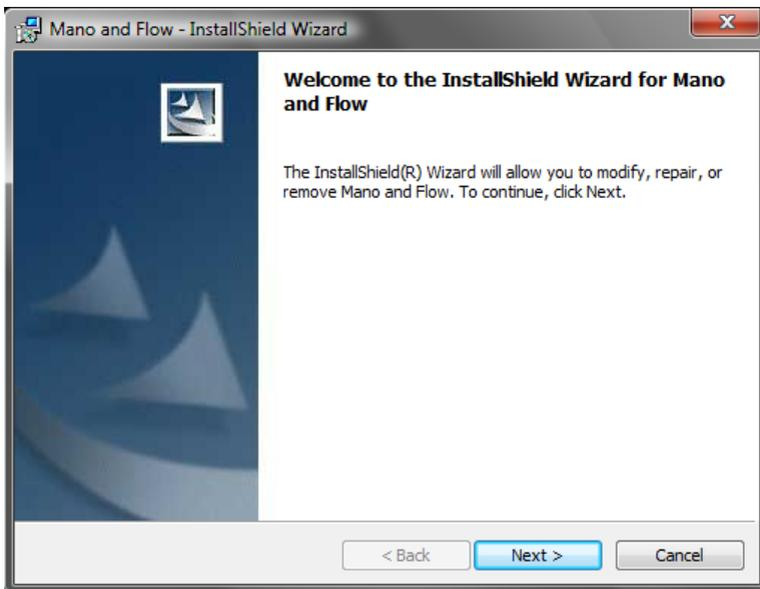 Mano and Flow - InstallShield Wizard
Welcome to the InstallShield Wizard for Mano
and Flow
The InstallShield(R) Wizard will allow you to modify, repair, or
remove Mano and Flow. To continue, click Next.
< Back
Next >
Cancel